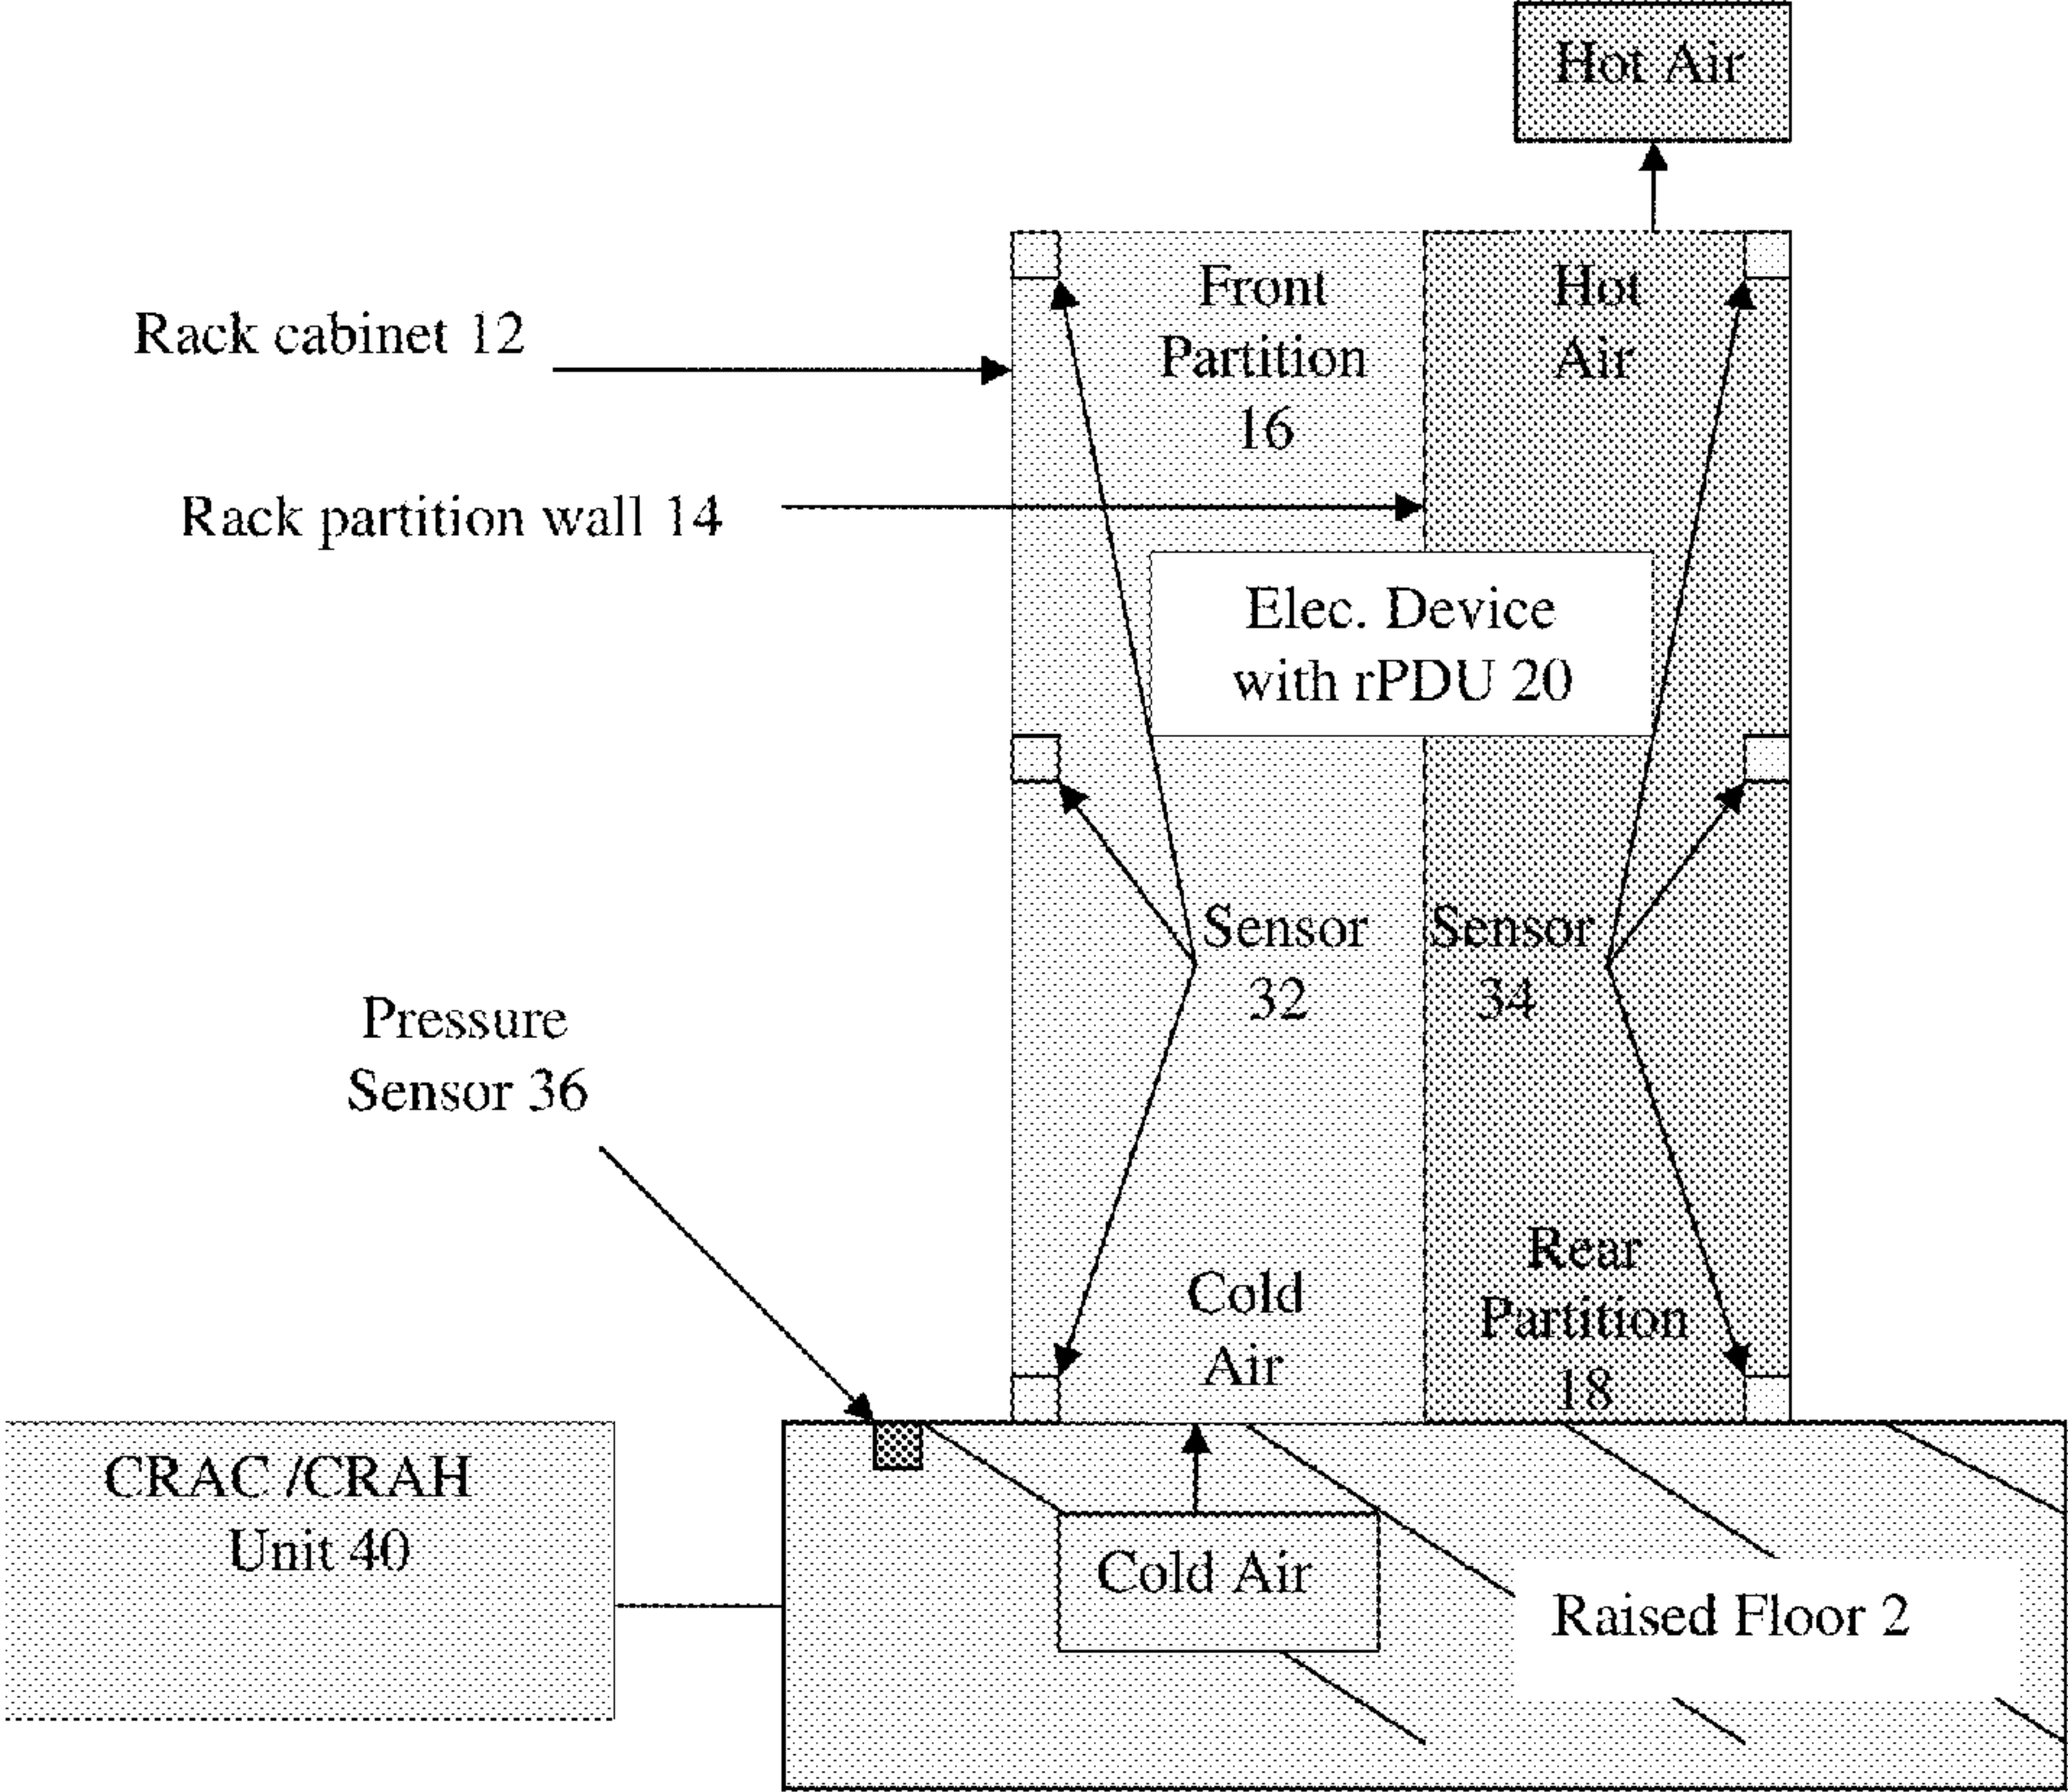 Hot Air
Front
Partition
16
Hot
Air
Rack cabinet 12
Rack partition wall 14
Elec. Device
with rPDU 20
Sensor
32
Sensor
34
Pressure
Sensor 36
Cold
Air
Rear
Partition
18
CRAC /CRAH
Unit 40
Cold Air
Raised Floor 2